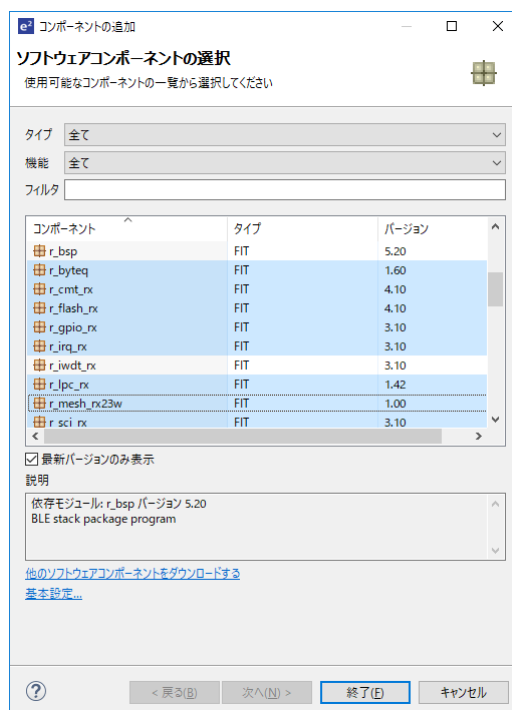 e² コンポーネントの追加
ソフトウェアコンポーネントの選択
使用可能なコンポーネントの一覧から選択してください
タイプ 全て
機能 全て
フィルタ
コンポーネント タイプ バージョン
r_bsp FIT 5.20
r_byteq FIT 1.60
r_cmt_rx FIT 4.10
r_flash_rx FIT 4.10
r_gpio_rx FIT 3.10
r_irq_rx FIT 3.10
r_iwdt_rx FIT 3.10
r_lpc_rx FIT 1.42
r_mesh_rx23w FIT 1.00
r_sci_rx FIT 3.10
最新バージョンのみ表示
説明
依存モジュール: r_bsp バージョン 5.20
BLE stack package program
他のソフトウェアコンポーネントをダウンロードする
基本設定...
? < 戻る(B) 次へ(N) > 終了(F) キャンセル